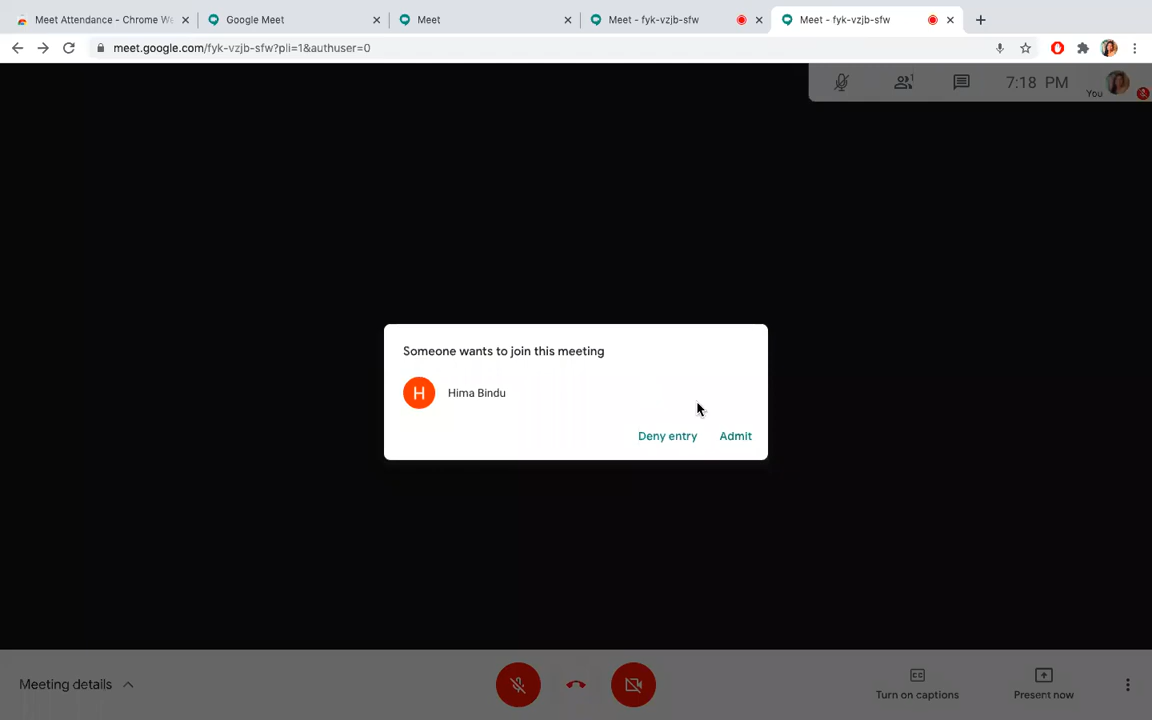 Meet Attendance - Chrome We
Google Meet
Meet
Meet - fyk-vzjb-sfw
Meet - fyk-vzjb-sfw
meet.google.com/fyk-vzjb-sfw?pli=1&authuser=0
1
7:18 PM
You
Someone wants to join this meeting
H
Hima Bindu
Deny entry
Admit
Meeting details
CC
Turn on captions
Present now